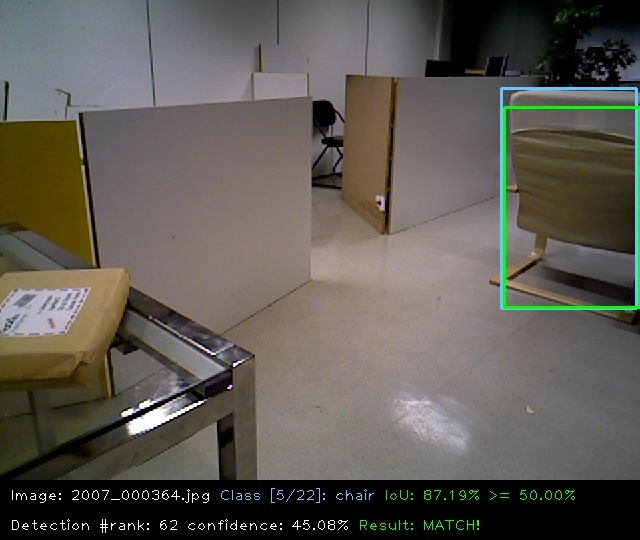 Image: 2007_000364.jpg Class [5/22]: chair IoU: 87.19% >= 50.00%
Detection #rank: 62 confidence: 45.08% Result: MATCH!